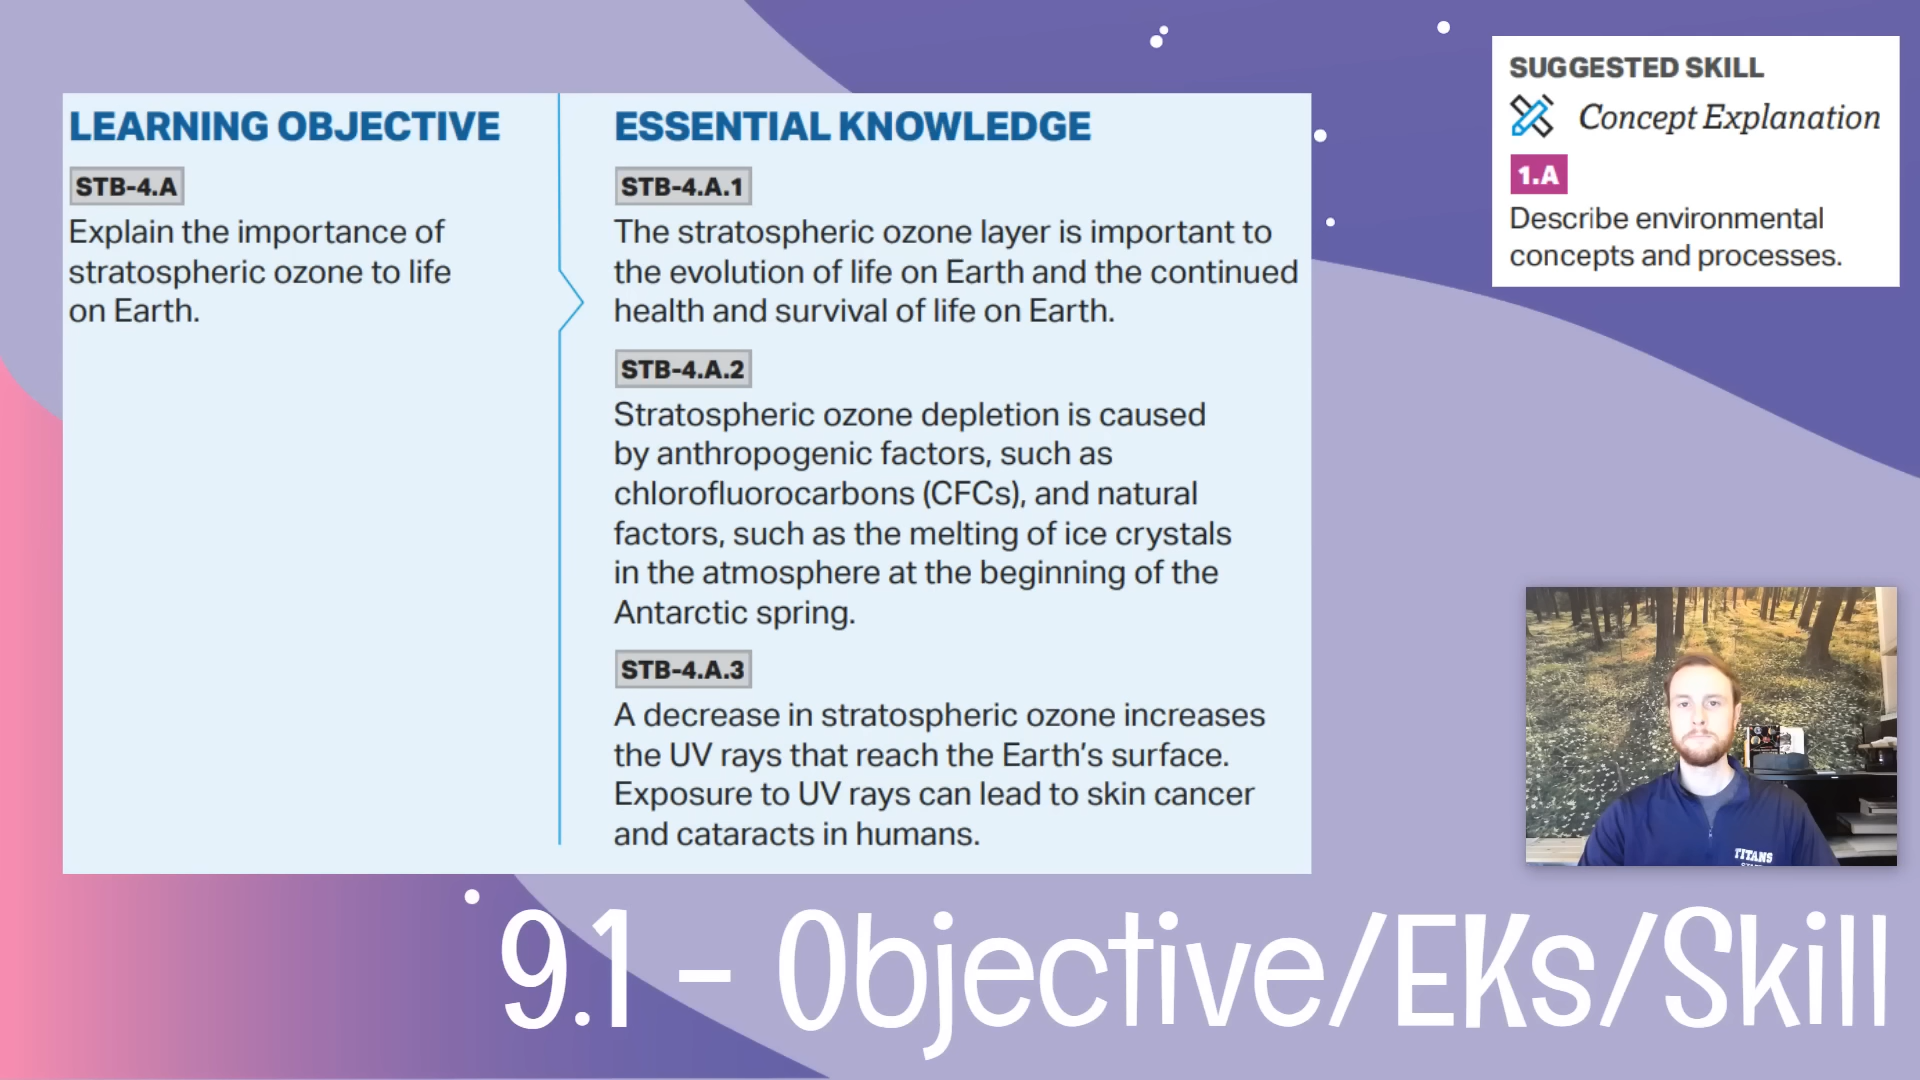 LEARNING OBJECTIVE
STB-4.A
Explain the importance of
stratospheric ozone to life
on Earth.
ESSENTIAL KNOWLEDGE
STB-4.A.1
The stratospheric ozone layer is important to
the evolution of life on Earth and the continued
health and survival of life on Earth.
STB-4.A.2
Stratospheric ozone depletion is caused
by anthropogenic factors, such as
chlorofluorocarbons (CFCs), and natural
factors, such as the melting of ice crystals
in the atmosphere at the beginning of the
Antarctic spring.
STB-4.A.3
A decrease in stratospheric ozone increases
the UV rays that reach the Earth's surface.
Exposure to UV rays can lead to skin cancer
and cataracts in humans.
SUGGESTED SKILL
Concept Explanation
1.A
Describe environmental
concepts and processes.
TITANS
9.1 - Objective/EKs/Skill